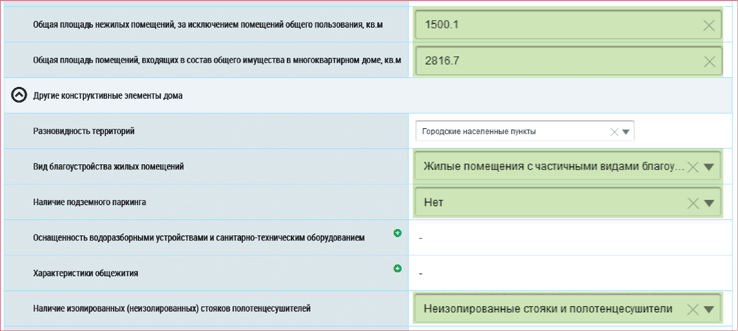 Общая площадь нежилых помещений, за исключением помещений общего пользования, кв.м
1500.1
Общая площадь помещений, входящих в состав общего имущества в многоквартирном доме, кв.м
2816.7
Другие конструктивные элементы дома
Разновидность территорий
Городские населенные пункты
Вид благоустройства жилых помещений
Жилые помещения с частичными видами благоу...
Наличие подземного паркинга
Нет
Оснащенность водоразборными устройствами и санитарно-техническим оборудованием
-
Характеристики общежития
-
Наличие изолированных (неизолированных) стояков полотенцесушителей
Неизолированные стояки и полотенцесушители